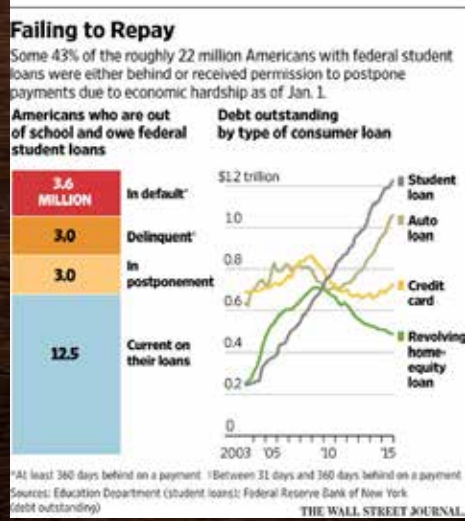 Failing to Repay
Some 43% of the roughly 22 million Americans with federal student
loans were either behind or received permission to postpone
payments due to economic hardship as of Jan. 1.
Americans who are out
of school and owe federal
student loans
3.6
MILLION
In default*
3.0
Delinquent†
3.0
In
postponement
12.5
Current on
their loans
Debt outstanding
by type of consumer loan
$1.2 trillion
1.0
0.8
0.6
0.4
0.2
0
2003 '05 '10 '15
Student
loan
Auto
loan
Credit
card
Revolving
home-
equity
loan
*At least 360 days behind on a payment †Between 31 days and 360 days behind on a payment
Sources: Education Department (student loans); Federal Reserve Bank of New York
(debt outstanding)
THE WALL STREET JOURNAL.